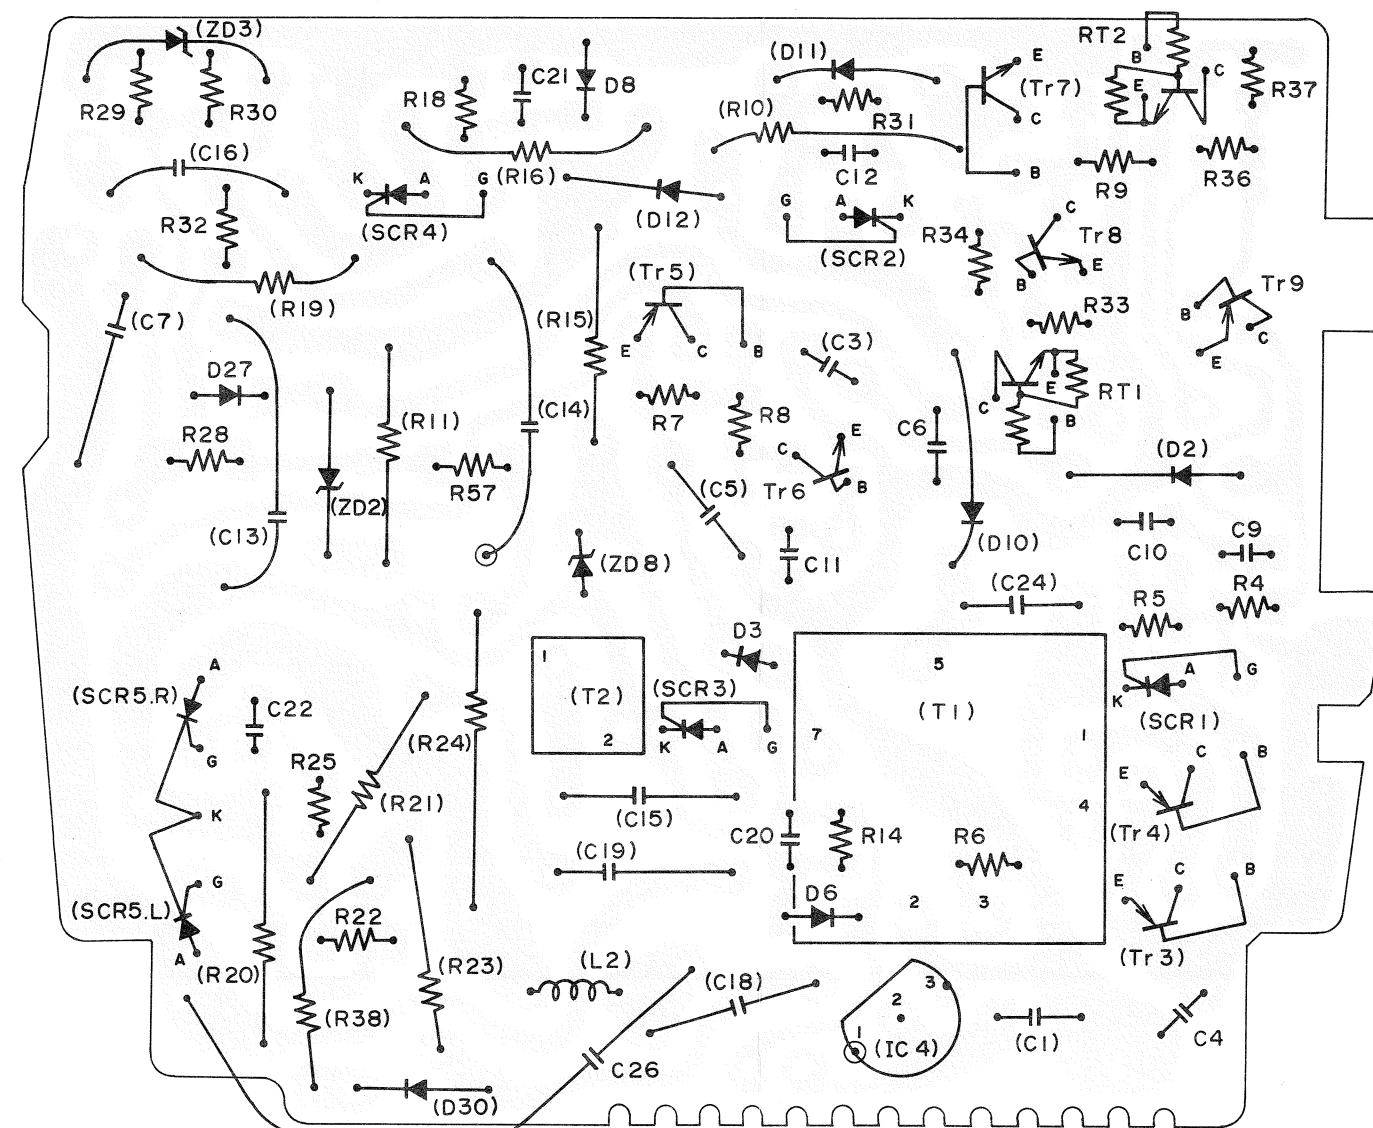 (ZD3)
R29
R30
R18
C21
D8
(D11)
R31
(R10)
C12
E
(Tr7)
C
B
RT2
B
E
C
R37
R9
R36
(C16)
R32
K
A
G
(SCR4)
(R16)
(D12)
G
A
K
(SCR2)
R34
C
Tr8
B
E
(R19)
(C7)
(R15)
(Tr5)
E
C
B
(C3)
R33
Tr9
B
C
E
D27
R28
(R11)
(C14)
R7
R8
C6
C
E
B
RT1
(D2)
R57
(ZD2)
(C13)
(C5)
C
E
Tr6
B
(ZD8)
C11
(D10)
C10
C9
(C24)
R5
R4
A
(SCR5.R)
G
C22
R25
K
(R21)
(R24)
1
(T2)
2
(SCR3)
K
A
G
D3
5
(T1)
7
1
4
2
3
A
G
K
(SCR1)
E
C
B
(Tr4)
(C15)
C20
R14
R6
(C19)
D6
E
C
B
(Tr3)
G
(SCR5.L)
A
(R20)
R22
(R23)
(R38)
(L2)
(C18)
C26
(D30)
3
2
1
(IC4)
(C1)
C4